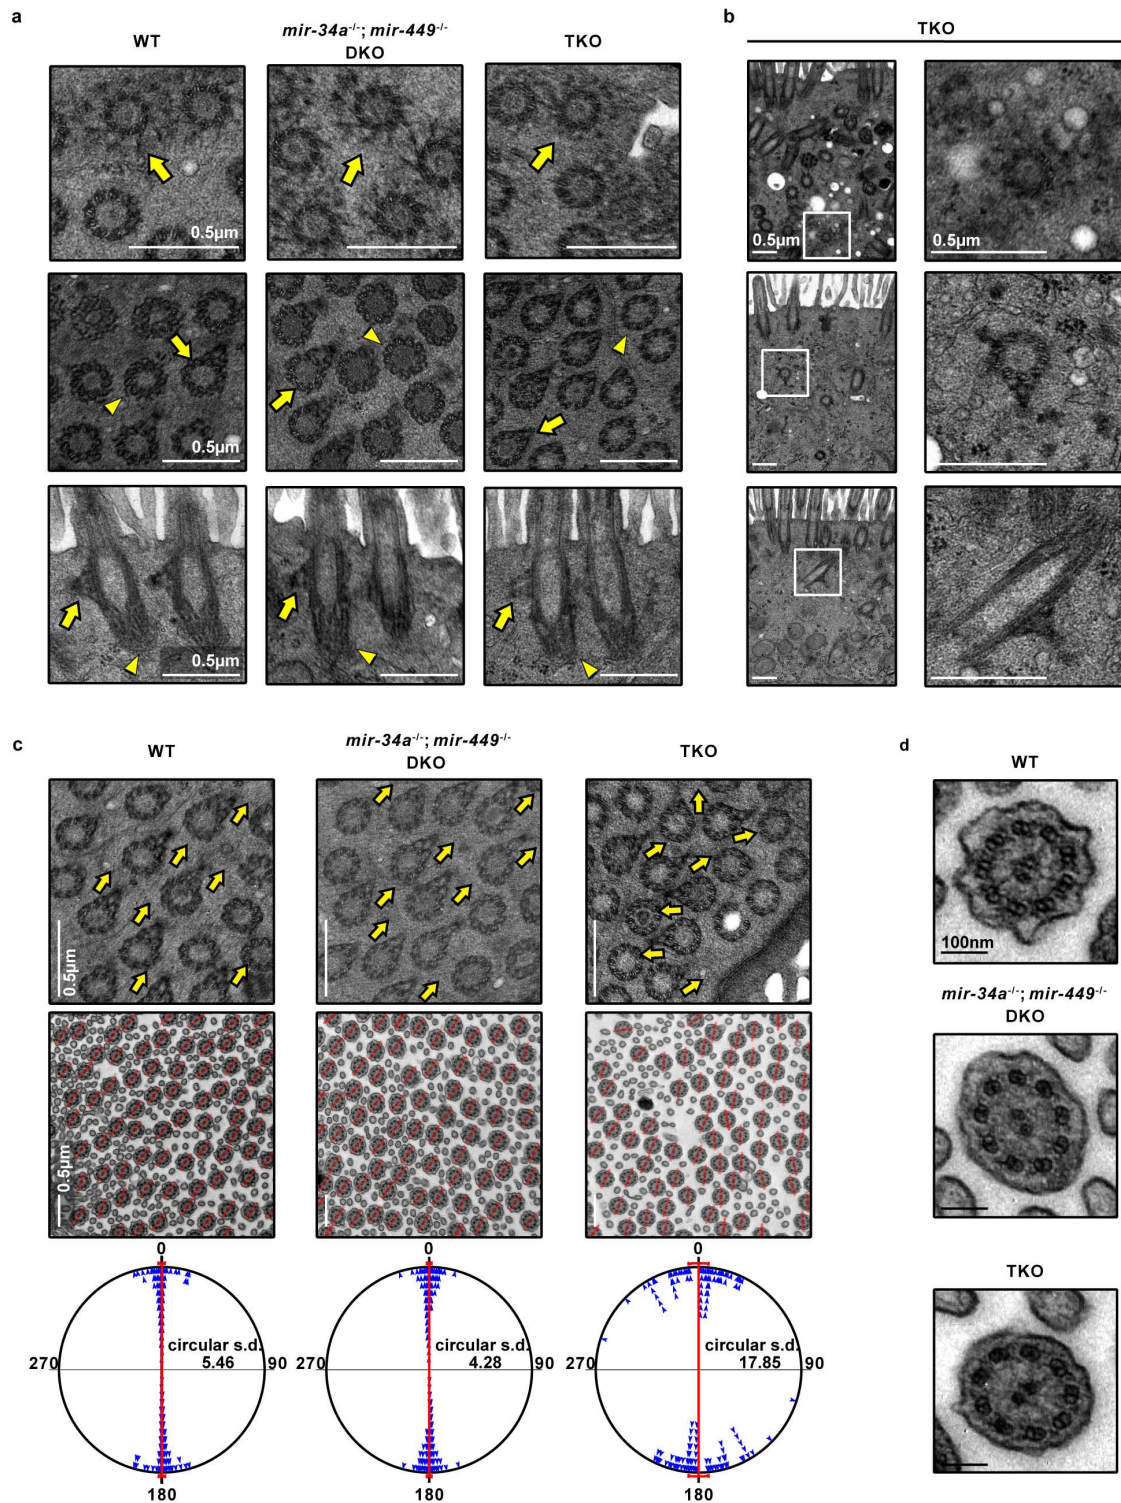 a
WT
mir-34a-/-; mir-449-/-
DKO
TKO
0.5µm
0.5µm
0.5µm
b
TKO
0.5µm
0.5µm
c
WT
mir-34a-/-; mir-449-/-
DKO
TKO
0.5µm
0.5µm
0
270
90
circular s.d.
5.46
180
0
270
90
circular s.d.
4.28
180
0
270
90
circular s.d.
17.85
180
d
WT
100nm
mir-34a-/-; mir-449-/-
DKO
TKO